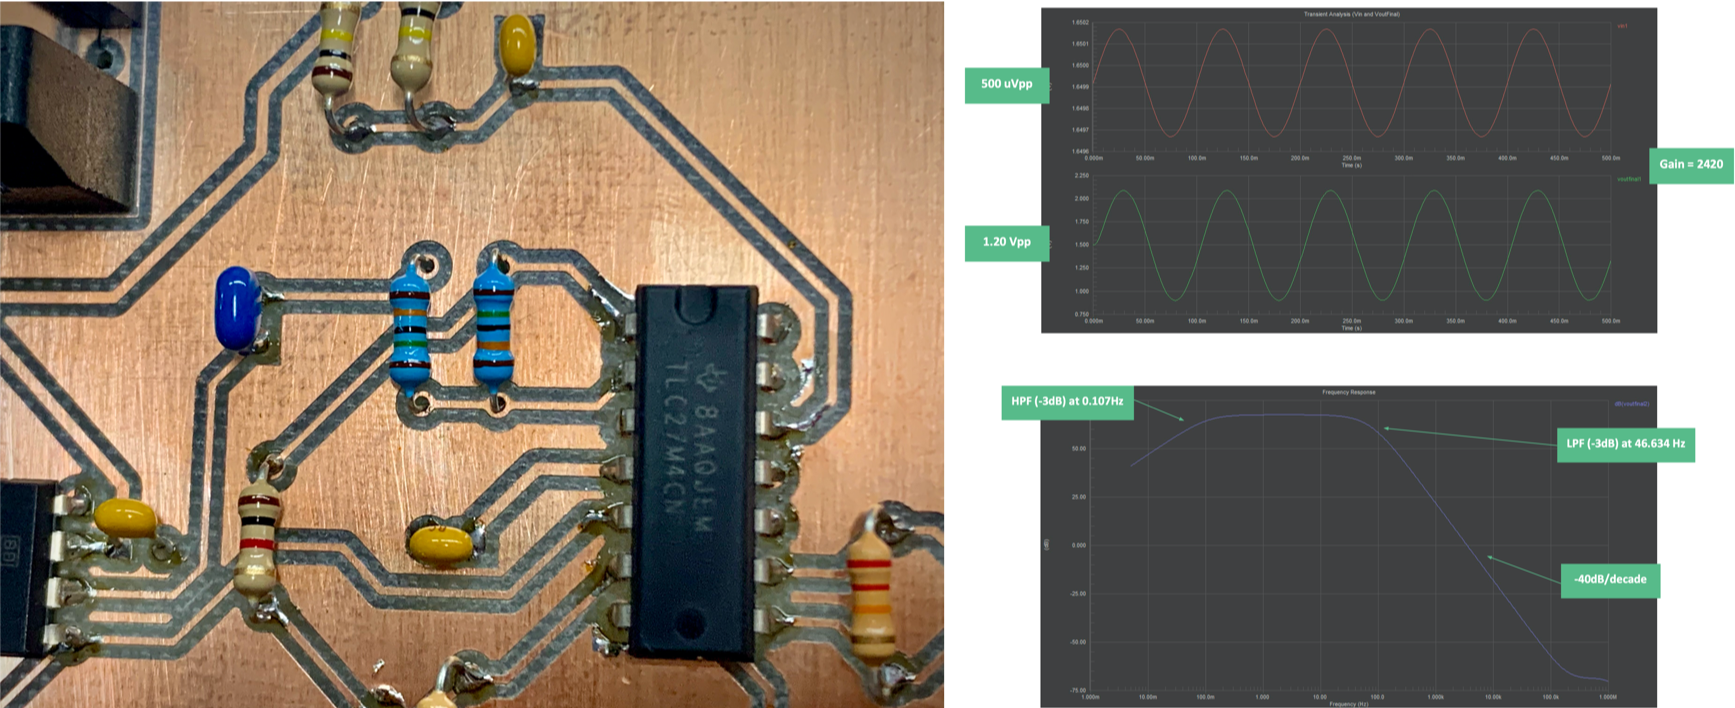 8AA0JEM
TLC27M4CN
Transient Analysis (Vin and VoutFinal)
500 uVpp
1.6502
1.6501
1.6500
1.6499
1.6498
1.6497
1.6496
0.000m 50.00m 100.0m 150.0m 200.0m 250.0m 300.0m 350.0m 400.0m 450.0m 500.0m
Time (s)
Gain = 2420
1.20 Vpp
2.250
2.000
1.750
1.500
1.250
1.000
0.750
0.000m 50.00m 100.0m 150.0m 200.0m 250.0m 300.0m 350.0m 400.0m 450.0m 500.0m
Time (s)
Frequency Response
HPF (-3dB) at 0.107Hz
LPF (-3dB) at 46.634 Hz
-40dB/decade
50.00
25.00
0.000
-25.00
-50.00
-75.00
1.000m 10.00m 100.0m 1.000 10.00 100.0 1.000k 10.00k 100.0k 1.000M
Frequency (Hz)